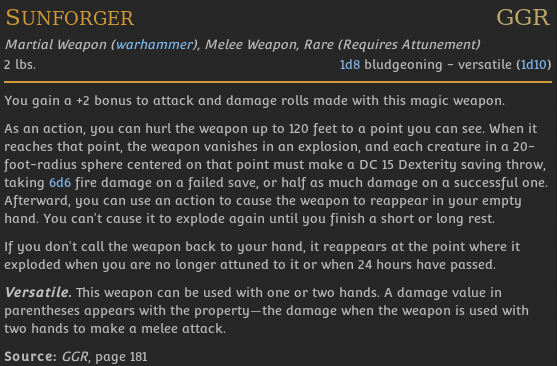 SUNFORGER GGR
Martial Weapon (warhammer), Melee Weapon, Rare (Requires Attunement)
2 lbs. 1d8 bludgeoning - versatile (1d10)
You gain a +2 bonus to attack and damage rolls made with this magic weapon.
As an action, you can hurl the weapon up to 120 feet to a point you can see. When it
reaches that point, the weapon vanishes in an explosion, and each creature in a 20-
foot-radius sphere centered on that point must make a DC 15 Dexterity saving throw,
taking 6d6 fire damage on a failed save, or half as much damage on a successful one.
Afterward, you can use an action to cause the weapon to reappear in your empty
hand. You can't cause it to explode again until you finish a short or long rest.
If you don't call the weapon back to your hand, it reappears at the point where it
exploded when you are no longer attuned to it or when 24 hours have passed.
Versatile. This weapon can be used with one or two hands. A damage value in
parentheses appears with the property—the damage when the weapon is used with
two hands to make a melee attack.
Source: GGR, page 181